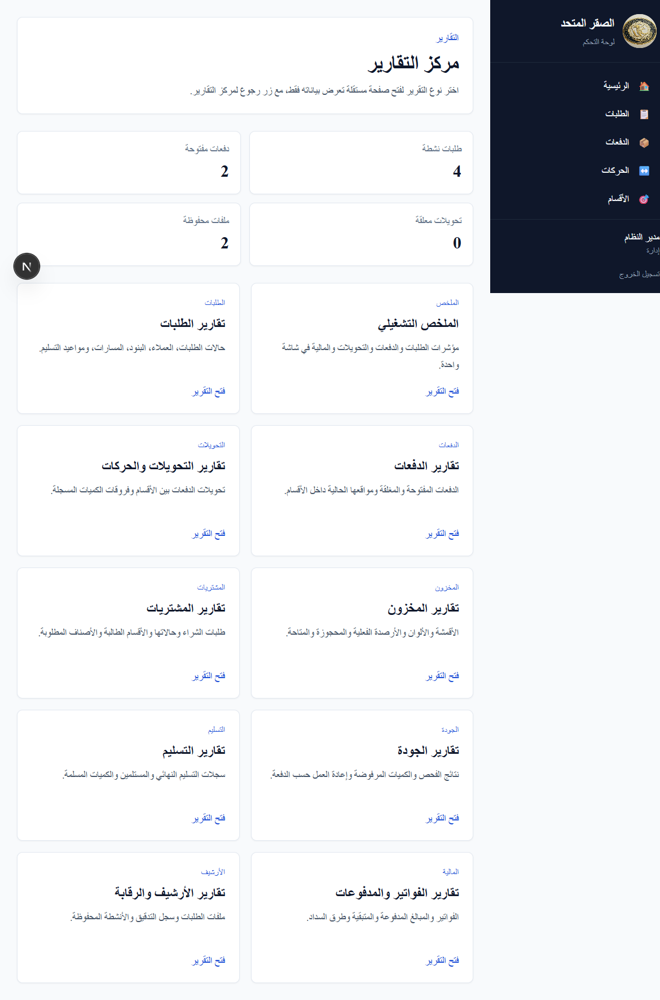 الصقر المتحد
لوحة التحكم
الرئيسية
الطلبات
الدفعات
الحركات
الأقسام
مدير النظام
إدارة
تسجيل الخروج
التقارير
مركز التقارير
اختر نوع التقرير لفتح صفحة مستقلة تعرض بياناته فقط، مع زر رجوع لمركز التقارير.
طلبات نشطة
4
دفعات مفتوحة
2
تحويلات معلقة
0
ملفات محفوظة
2
N
الملخص
الملخص التشغيلي
مؤشرات الطلبات والدفعات والتحويلات والمالية في شاشة
واحدة.
فتح التقرير
الطلبات
تقارير الطلبات
حالات الطلبات، العملاء، البنود، المسارات، ومواعيد التسليم.
فتح التقرير
الدفعات
تقارير الدفعات
الدفعات المفتوحة والمغلقة ومواقعها الحالية داخل الأقسام.
فتح التقرير
التحويلات
تقارير التحويلات والحركات
تحويلات الدفعات بين الأقسام وفروقات الكميات المسجلة.
فتح التقرير
المخزون
تقارير المخزون
الأقمشة والألوان والأرصدة الفعلية والمحجوزة والمتاحة.
فتح التقرير
المشتريات
تقارير المشتريات
طلبات الشراء وحالاتها والأقسام الطالبة والأصناف المطلوبة.
فتح التقرير
الجودة
تقارير الجودة
نتائج الفحص والكميات المرفوضة وإعادة العمل حسب الدفعة.
فتح التقرير
التسليم
تقارير التسليم
سجلات التسليم النهائي والمستلمين والكميات المسلمة.
فتح التقرير
المالية
تقارير الفواتير والمدفوعات
الفواتير والمبالغ المدفوعة والمتبقية وطرق السداد.
فتح التقرير
الأرشيف
تقارير الأرشيف والرقابة
ملفات الطلبات وسجل التدقيق والأنشطة المحفوظة.
فتح التقرير